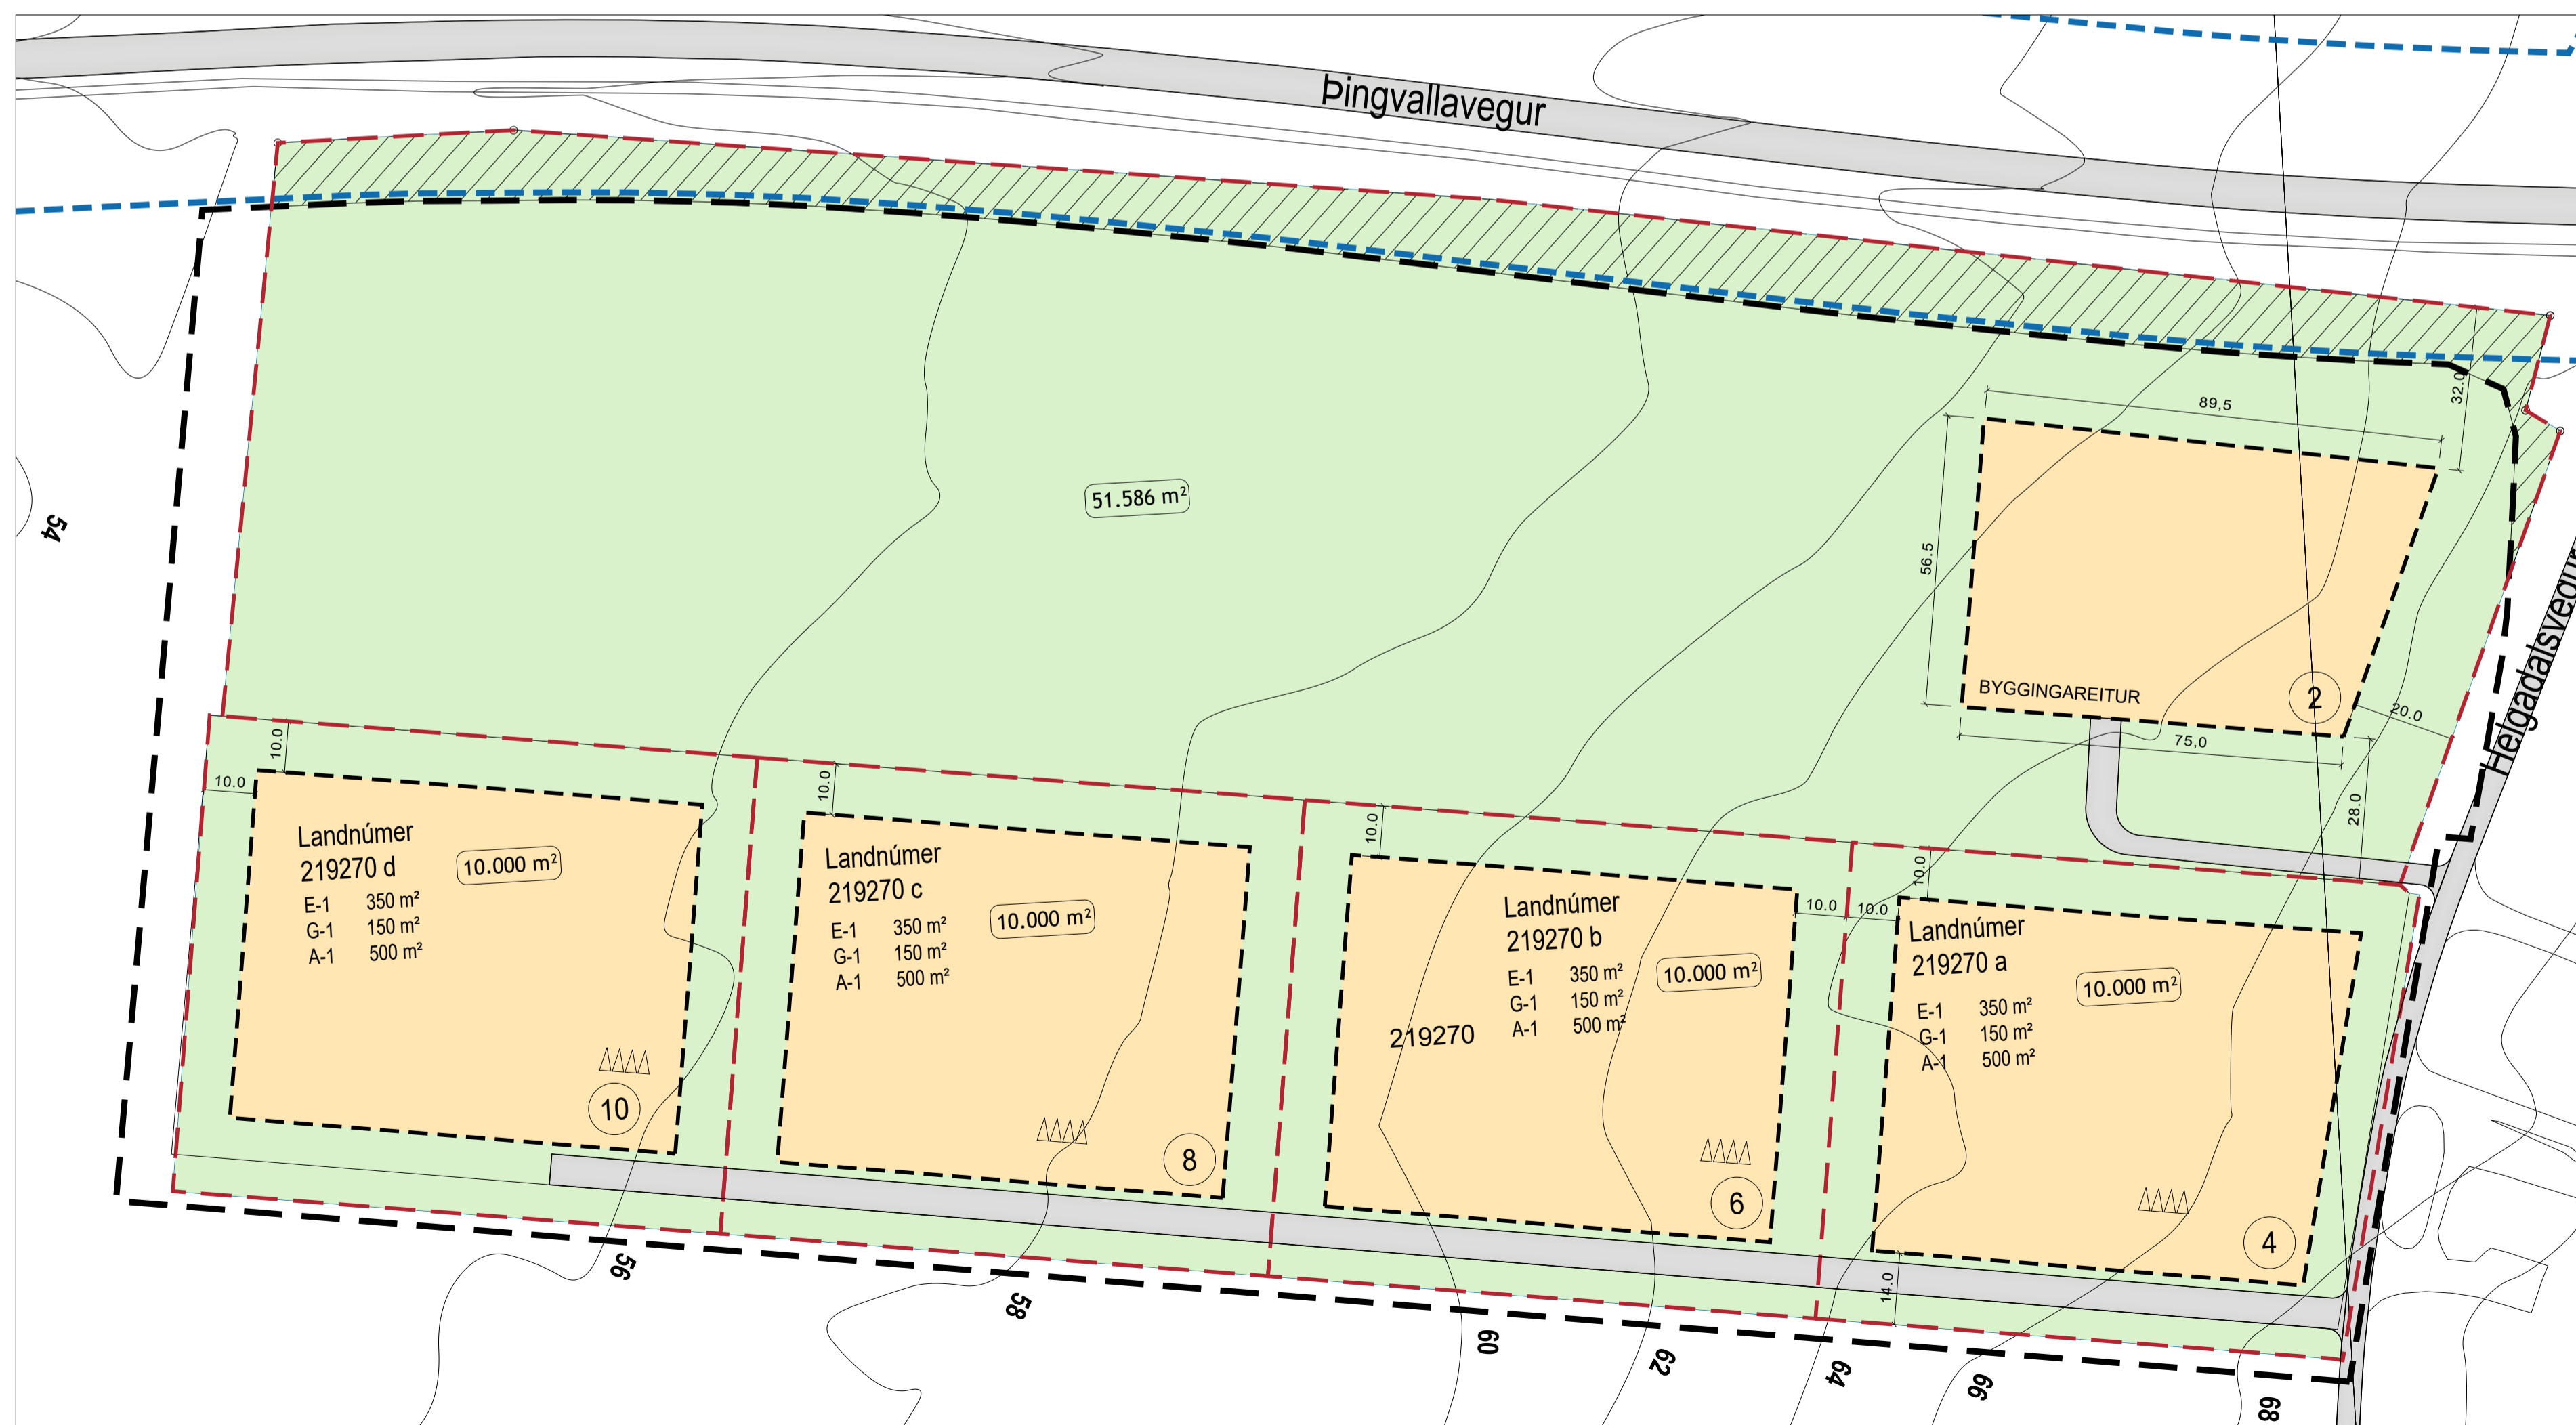 Þingvallavegur
32.0
89,5
56.5
51.586 m²
54
BYGGINGAREITUR
2
20.0
75,0
28.0
Helgadalsvegur
10.0
10.0
Landnúmer
219270 d
10.000 m²
E-1 350 m²
G-1 150 m²
A-1 500 m²
10
10.0
Landnúmer
219270 c
10.000 m²
E-1 350 m²
G-1 150 m²
A-1 500 m²
8
10.0
Landnúmer
219270 b
10.000 m²
E-1 350 m²
G-1 150 m²
A-1 500 m²
219270
6
10.0
10.0
10.0
Landnúmer
219270 a
10.000 m²
E-1 350 m²
G-1 150 m²
A-1 500 m²
4
14.0
56
58
60
62
64
66
68